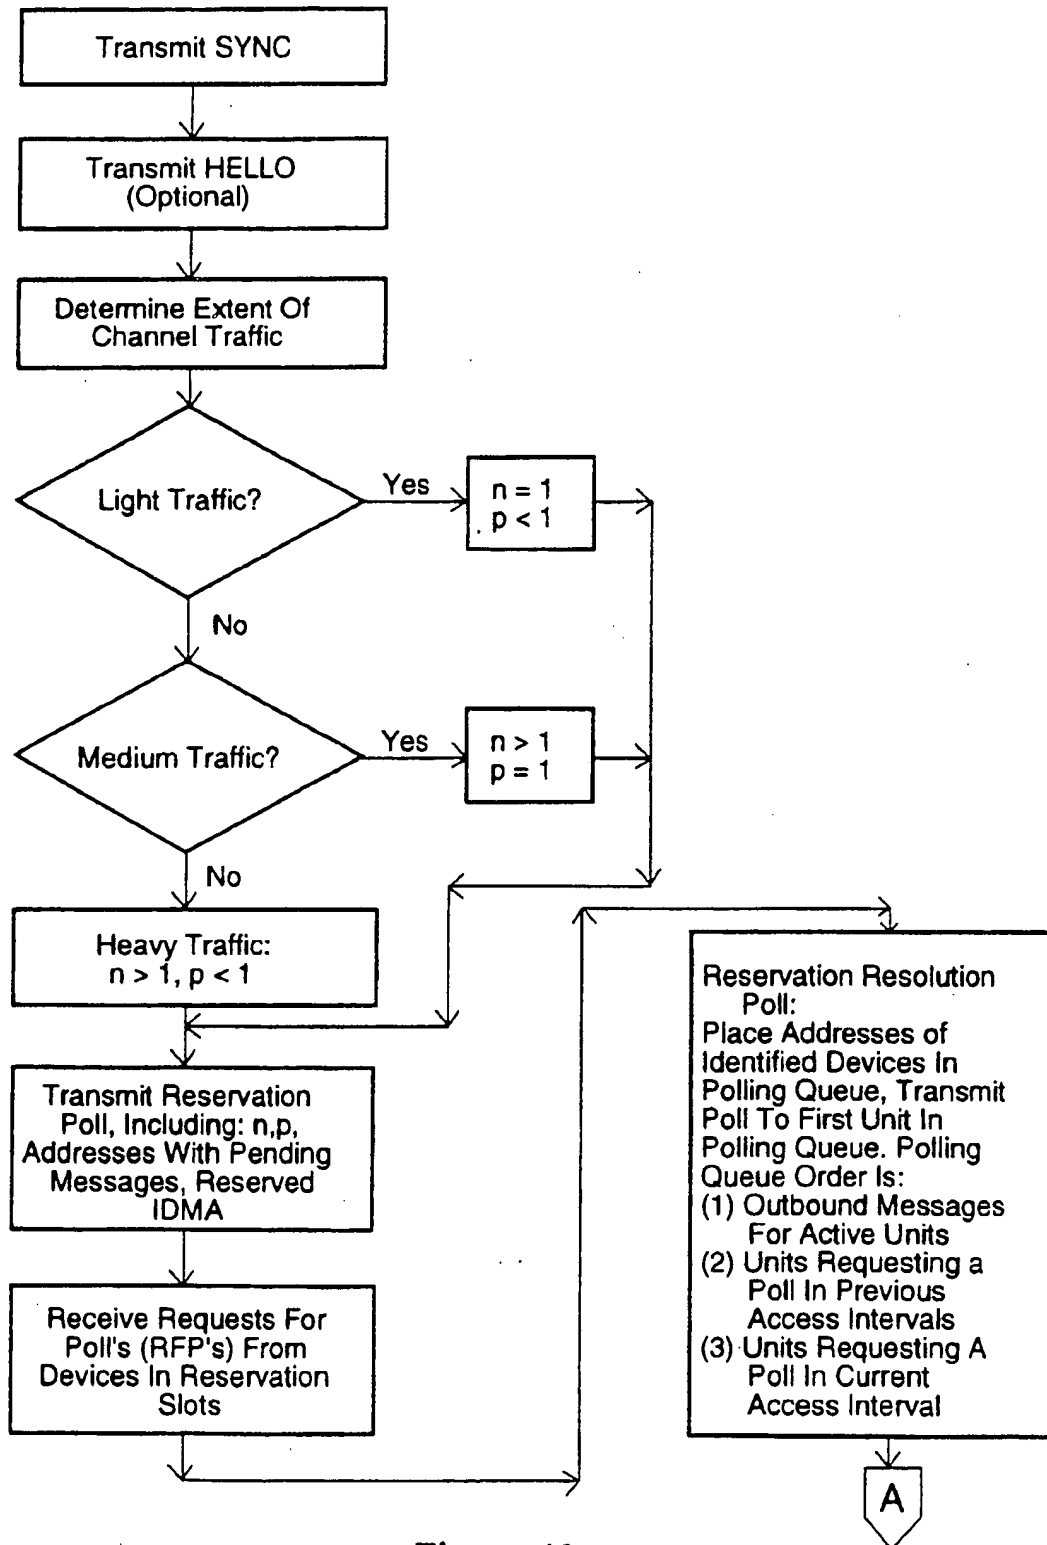 Transmit SYNC
Transmit HELLO
(Optional)
Determine Extent Of
Channel Traffic
Light Traffic?
Yes
n = 1
p < 1
No
Medium Traffic?
Yes
n > 1
p = 1
No
Heavy Traffic:
n > 1, p < 1
Transmit Reservation
Poll, Including: n,p,
Addresses With Pending
Messages, Reserved
IDMA
Receive Requests For
Poll's (RFP's) From
Devices In Reservation
Slots
Reservation Resolution
Poll:
Place Addresses of
Identified Devices In
Polling Queue, Transmit
Poll To First Unit In
Polling Queue. Polling
Queue Order Is:
(1) Outbound Messages
For Active Units
(2) Units Requesting a
Poll In Previous
Access Intervals
(3) Units Requesting A
Poll In Current
Access Interval
A